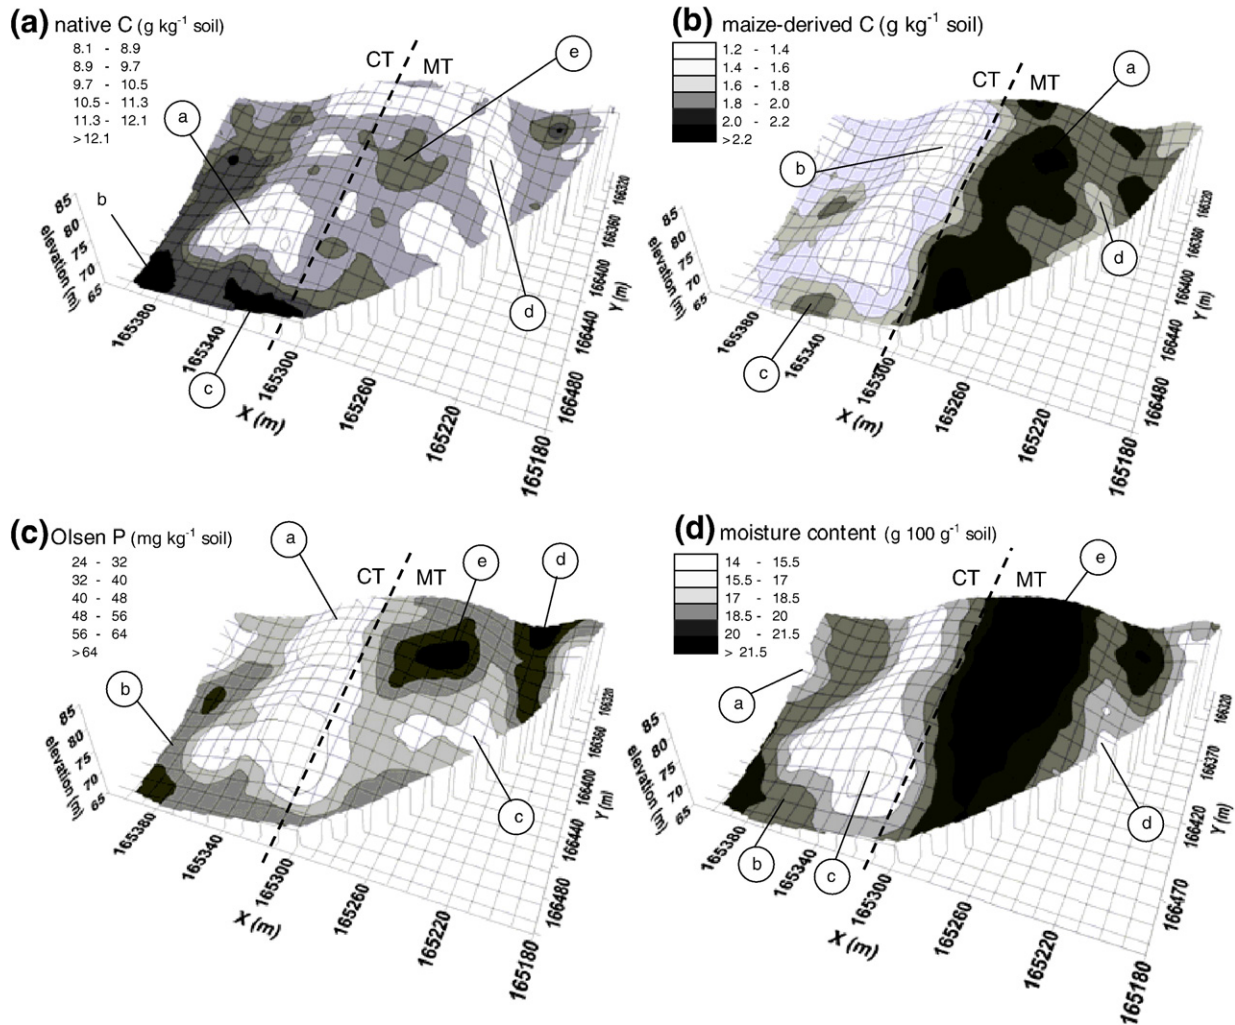 (a) native C (g kg⁻¹ soil)
8.1 - 8.9
8.9 - 9.7
9.7 - 10.5
10.5 - 11.3
11.3 - 12.1
>12.1
CT MT
e
a
b
d
c
85
80
75
70
65
elevation (m)
165380
165340
165300
165260
165220
165180
X (m)
166320
166360
166400
166440
166480
Y (m)
(b) maize-derived C (g kg⁻¹ soil)
1.2 - 1.4
1.4 - 1.6
1.6 - 1.8
1.8 - 2.0
2.0 - 2.2
>2.2
CT MT
a
b
d
c
85
80
75
70
65
elevation (m)
165380
165340
165300
165260
165220
165180
X (m)
166320
166360
166400
166440
166480
Y (m)
(c) Olsen P (mg kg⁻¹ soil)
24 - 32
32 - 40
40 - 48
48 - 56
56 - 64
>64
a
CT MT
e
d
b
c
85
80
75
70
65
elevation (m)
165380
165340
165300
165260
165220
165180
X (m)
166320
166360
166400
166440
166480
Y (m)
(d) moisture content (g 100 g⁻¹ soil)
14 - 15.5
15.5 - 17
17 - 18.5
18.5 - 20
20 - 21.5
> 21.5
CT MT
e
a
b
c
d
85
80
75
70
65
elevation (m)
165380
165340
165300
165260
165220
165180
X (m)
166320
166370
166420
166470
Y (m)